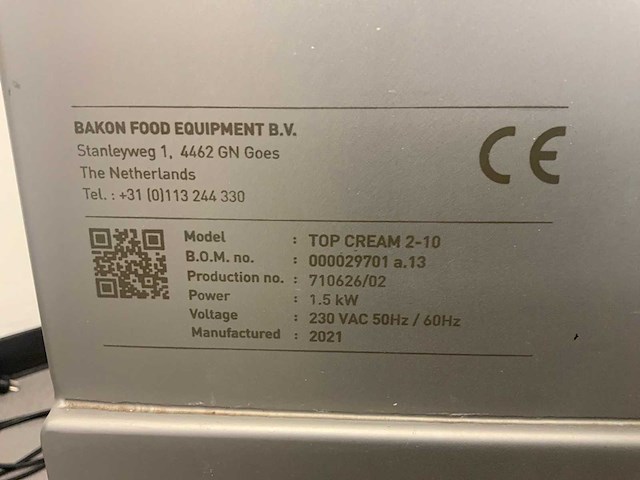 BAKON FOOD EQUIPMENT B.V.
Stanleyweg 1, 4462 GN Goes
The Netherlands
Tel. : +31 (0)113 244 330
CE
Model : TOP CREAM 2-10
B.O.M. no. : 000029701 a.13
Production no. : 710626/02
Power : 1.5 kW
Voltage : 230 VAC 50Hz / 60Hz
Manufactured : 2021